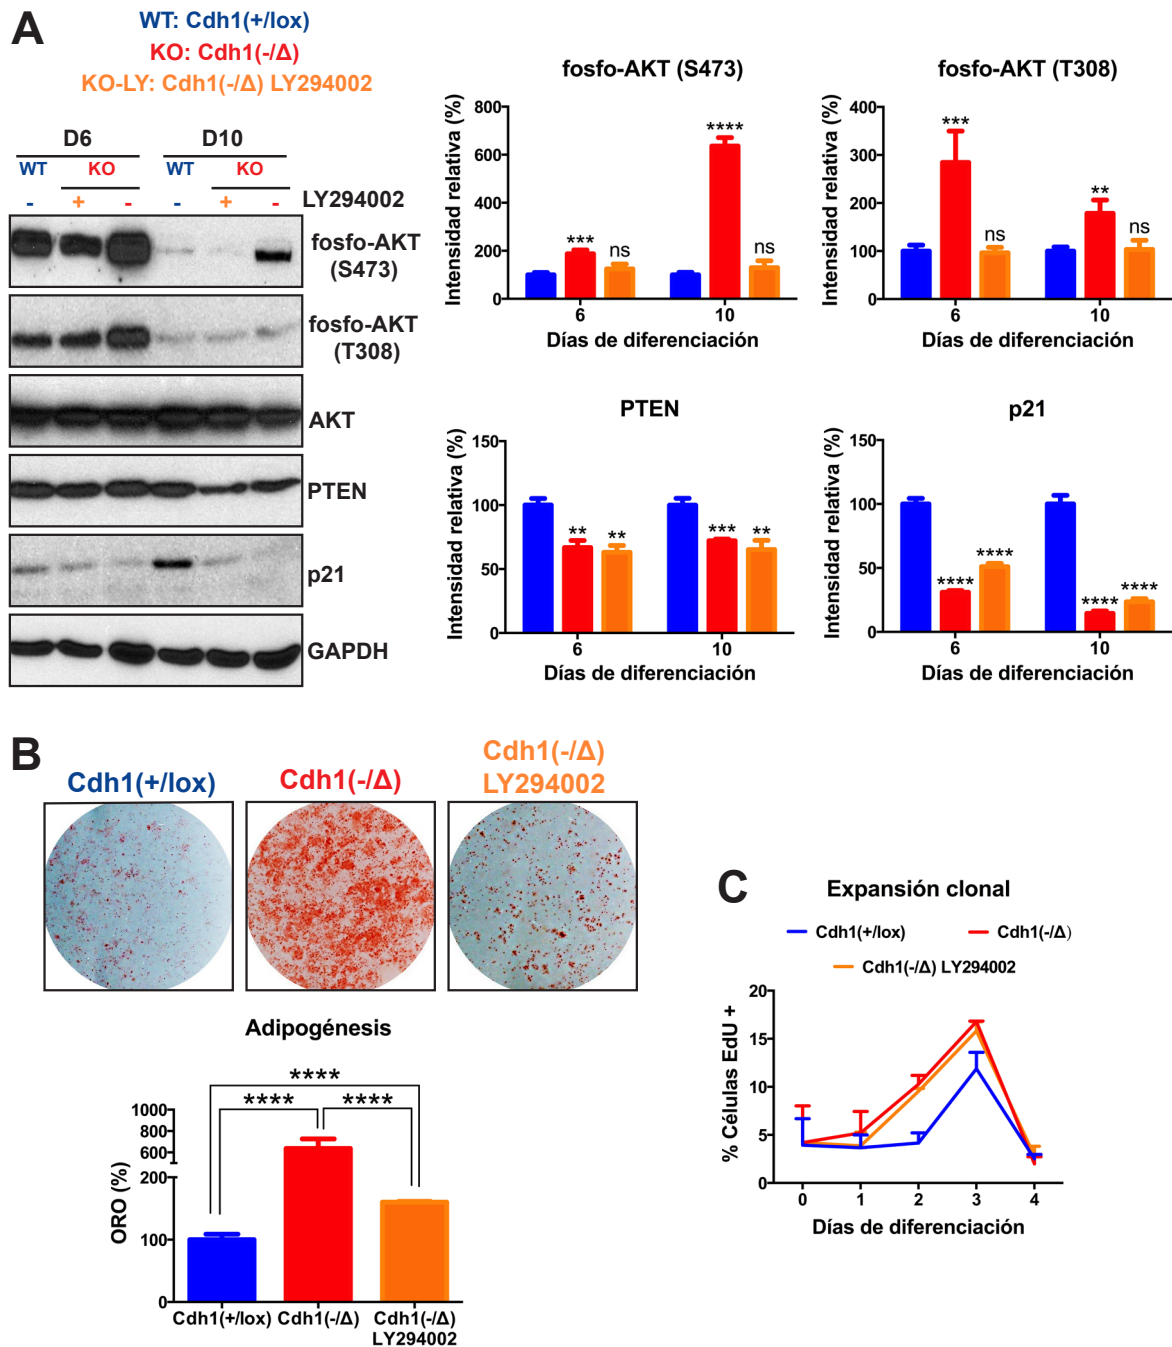 A
WT: Cdh1(+/lox)
KO: Cdh1(-/Δ)
KO-LY: Cdh1(-/Δ) LY294002
D6 D10
WT KO WT KO
- + - - + - LY294002
fosfo-AKT
(S473)
fosfo-AKT
(T308)
AKT
PTEN
p21
GAPDH
fosfo-AKT (S473)
Intensidad relativa (%)
800
600
400
200
0
***
ns
****
ns
6 10
Días de diferenciación
fosfo-AKT (T308)
Intensidad relativa (%)
400
300
200
100
0
***
ns
**
ns
6 10
Días de diferenciación
PTEN
Intensidad relativa (%)
150
100
50
0
** ** *** **
6 10
Días de diferenciación
p21
Intensidad relativa (%)
150
100
50
0
**** **** **** ****
6 10
Días de diferenciación
B
Cdh1(+/lox) Cdh1(-/Δ) Cdh1(-/Δ)
LY294002
Adipogénesis
****
**** ****
ORO (%)
1000
800
600
200
100
0
Cdh1(+/lox) Cdh1(-/Δ) Cdh1(-/Δ)
LY294002
C
Expansión clonal
Cdh1(+/lox) Cdh1(-/Δ)
Cdh1(-/Δ) LY294002
% Células EdU +
20
15
10
5
0
0 1 2 3 4
Días de diferenciación